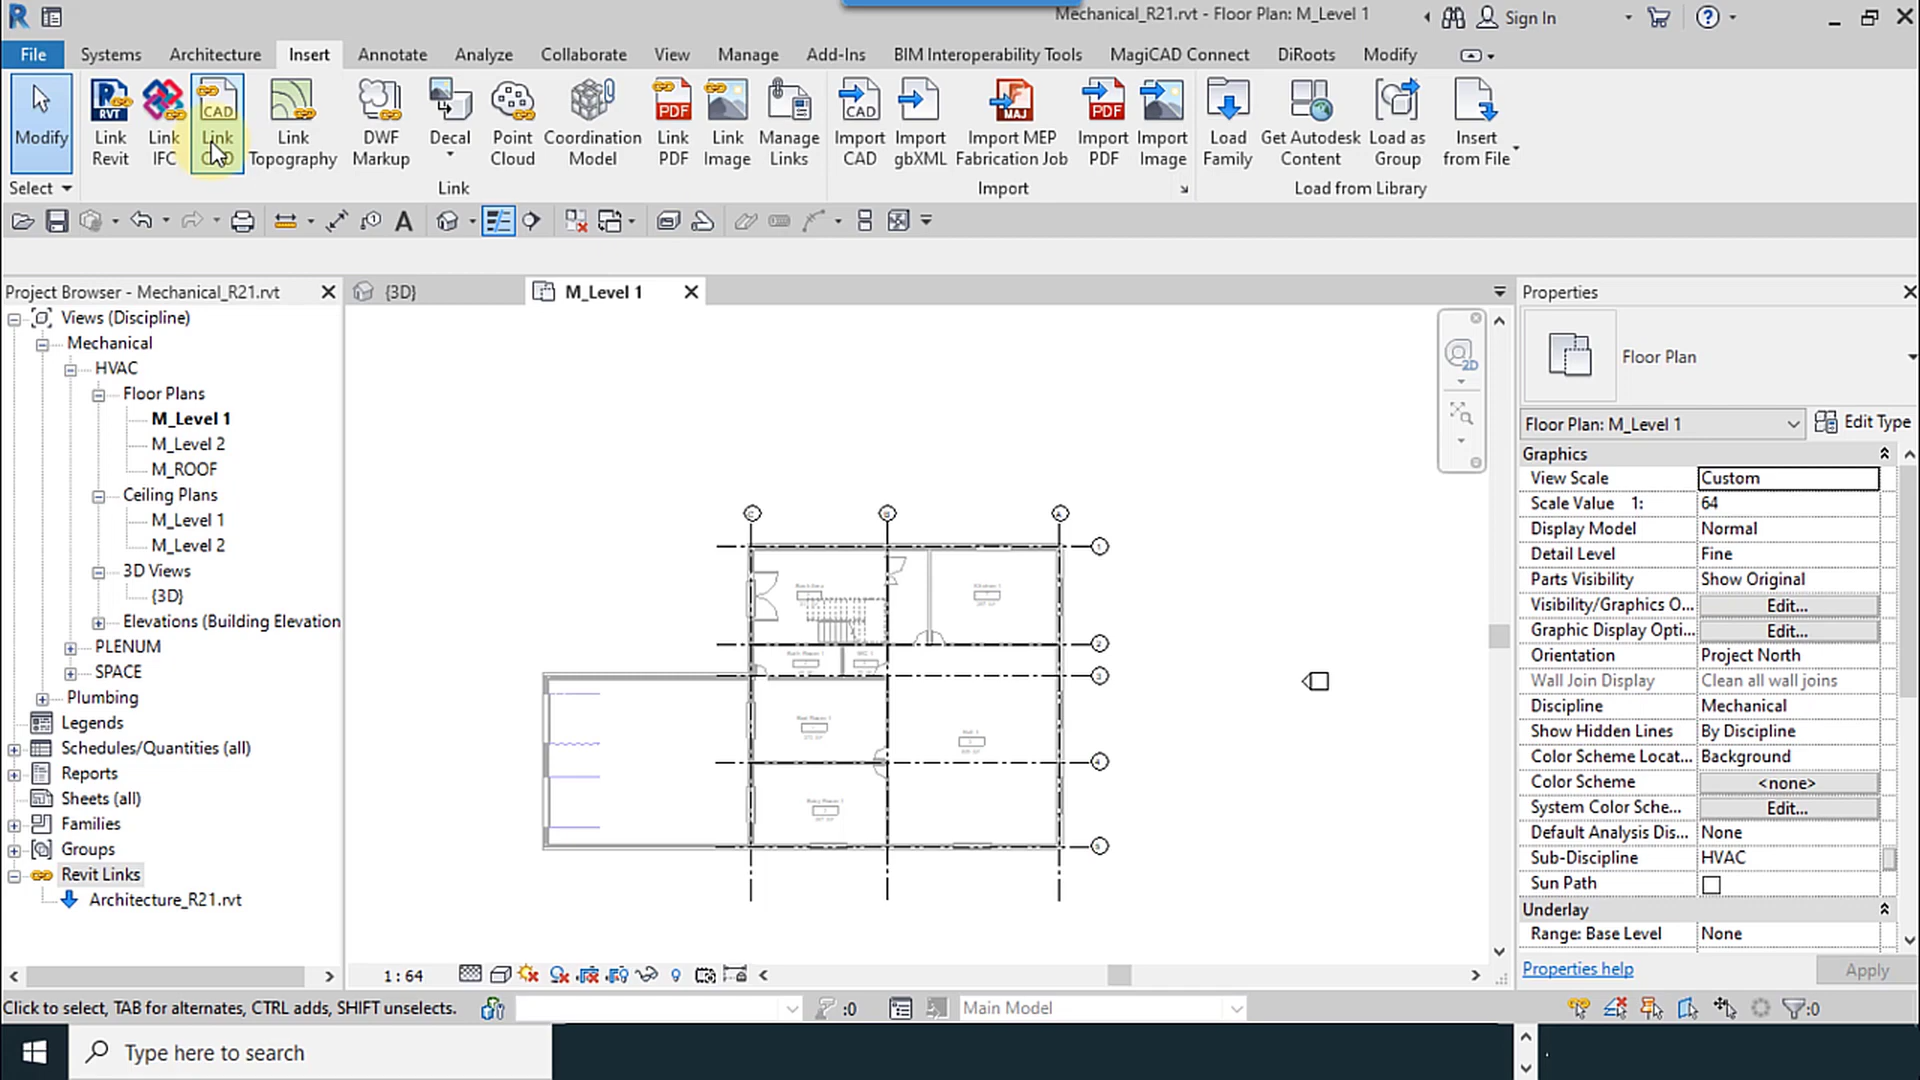 Mechanical_R21.rvt - Floor Plan: M_Level 1
Sign In
File
Systems
Architecture
Insert
Annotate
Analyze
Collaborate
View
Manage
Add-Ins
BIM Interoperability Tools
MagiCAD Connect
DiRoots
Modify
Modify
Link Revit
Link IFC
Link CAD
Link Topography
DWF Markup
Decal
Point Cloud
Coordination Model
Link PDF
Link Image
Manage Links
Import CAD
Import gbXML
Import MEP Fabrication Job
Import PDF
Import Image
Load Family
Get Autodesk Content
Load as Group
Insert from File
Select
Link
Import
Load from Library
Project Browser - Mechanical_R21.rvt
{3D}
M_Level 1
Properties
Views (Discipline)
Mechanical
HVAC
Floor Plans
M_Level 1
M_Level 2
M_ROOF
Ceiling Plans
M_Level 1
M_Level 2
3D Views
{3D}
Elevations (Building Elevation
PLENUM
SPACE
Plumbing
Legends
Schedules/Quantities (all)
Reports
Sheets (all)
Families
Groups
Revit Links
Architecture_R21.rvt
2D
C
B
A
1
2
3
4
5
Floor Plan
Floor Plan: M_Level 1
Edit Type
Graphics
View Scale Custom
Scale Value 1: 64
Display Model Normal
Detail Level Fine
Parts Visibility Show Original
Visibility/Graphics O... Edit...
Graphic Display Opti... Edit...
Orientation Project North
Wall Join Display Clean all wall joins
Discipline Mechanical
Show Hidden Lines By Discipline
Color Scheme Locat... Background
Color Scheme <none>
System Color Sche... Edit...
Default Analysis Dis... None
Sub-Discipline HVAC
Sun Path
Underlay
Range: Base Level None
Properties help
Apply
1 : 64
Click to select, TAB for alternates, CTRL adds, SHIFT unselects.
:0
Main Model
:0
Type here to search